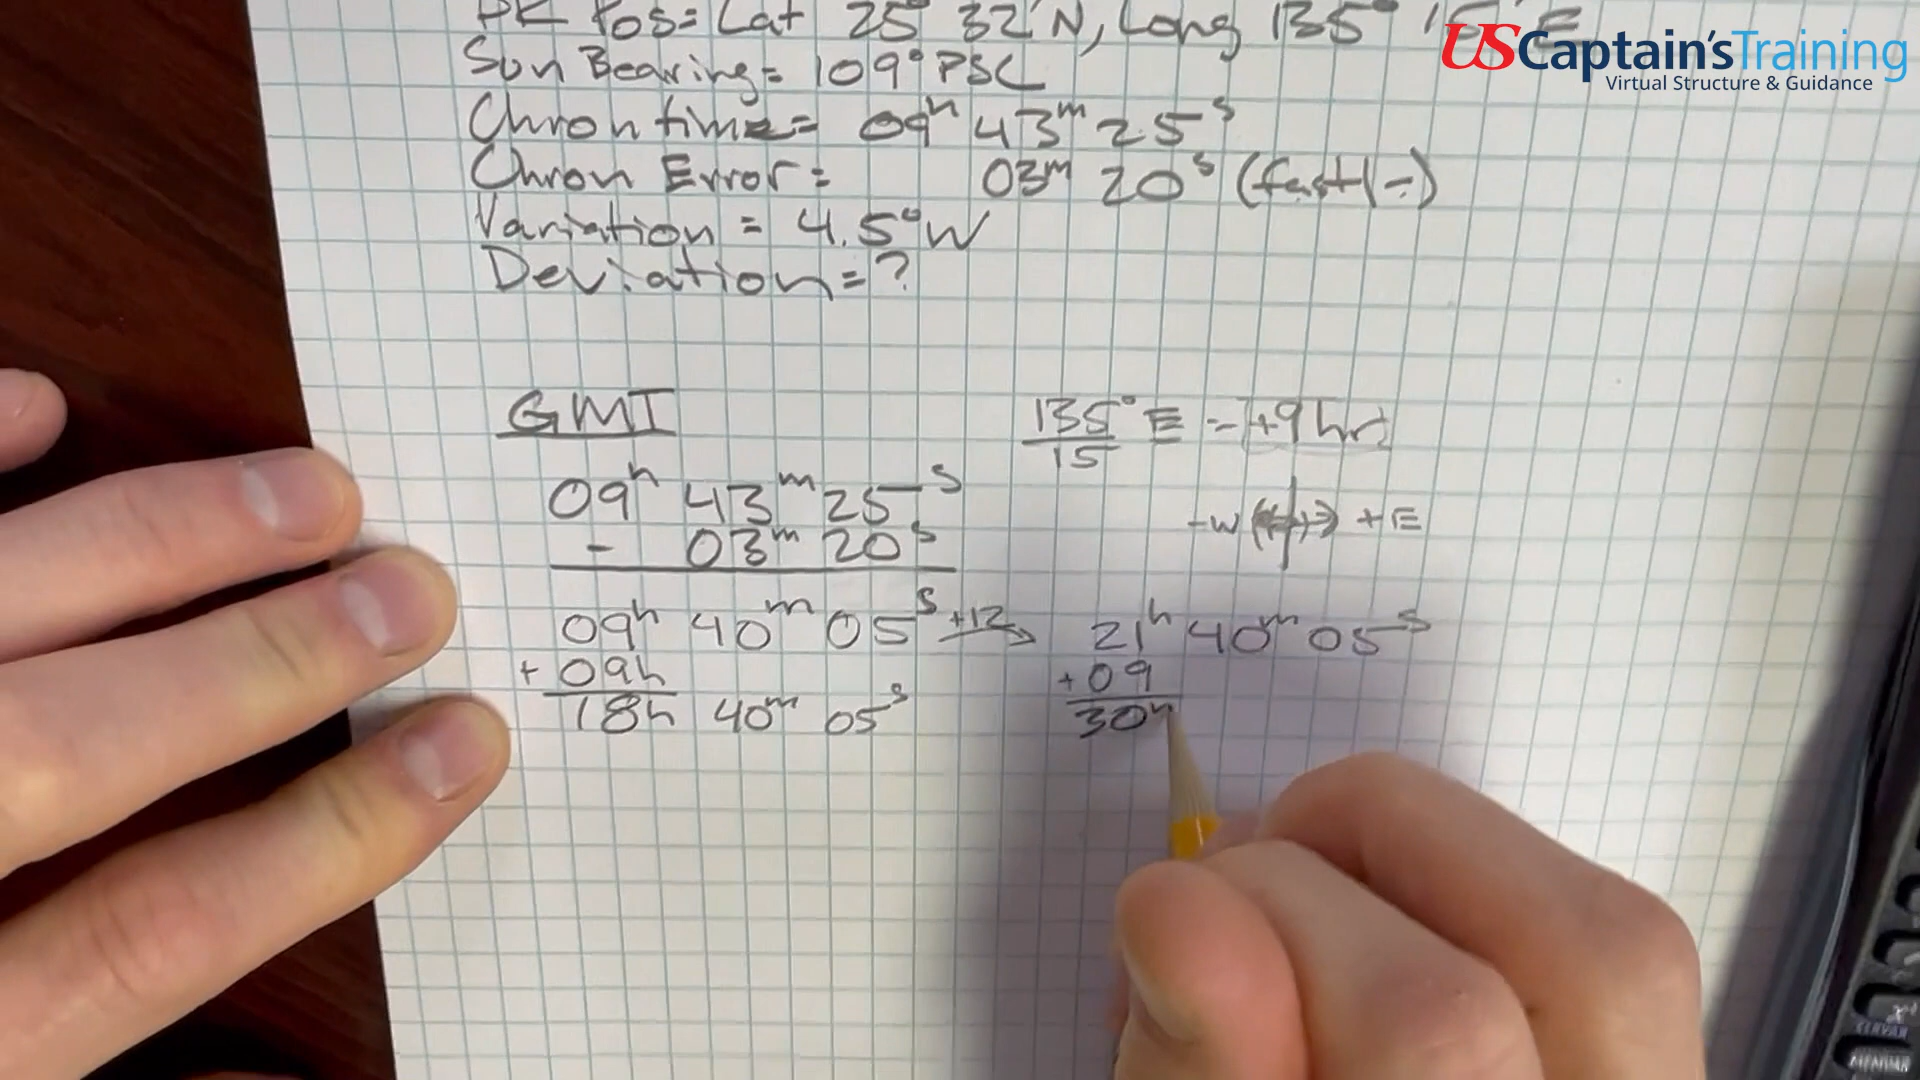 Pos = Lat 25° 32' N, Long 135° 15' E
USCaptain'sTraining
Virtual Structure & Guidance
Sun Bearing = 109° PSC
Chron time = 09h 43m 25s
Chron Error = 03m 20s (fast/-)
Variation = 4.5° W
Deviation = ?
GMT
135° E = +9 hrs
15
09h 43m 25s
- 03m 20s
-W + E
09h 40m 05s +12 → 21h 40m 05s
+ 09h
18h 40m 05s
+ 09
30h